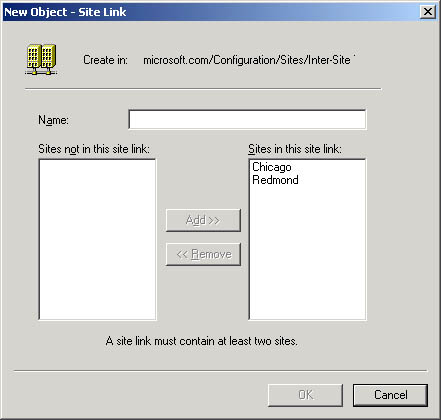 New Object - Site Link
Create in: microsoft.com/Configuration/Sites/Inter-Site
Name:
Sites not in this site link:
Sites in this site link:
Chicago
Redmond
Add >>
<< Remove
A site link must contain at least two sites.
OK
Cancel